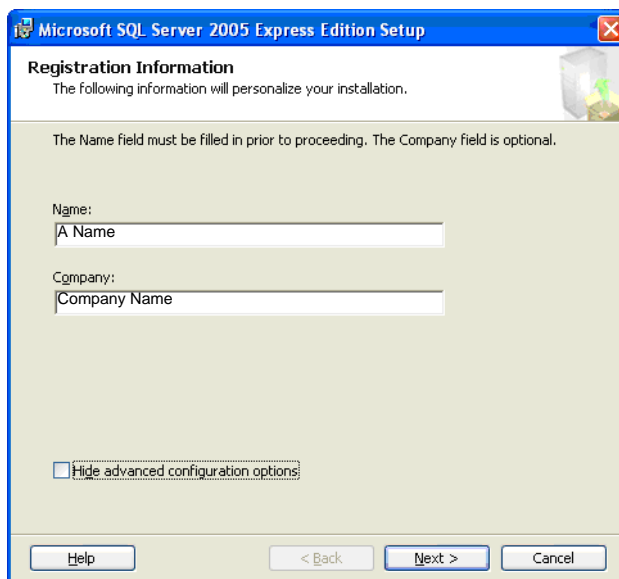 Microsoft SQL Server 2005 Express Edition Setup
Registration Information
The following information will personalize your installation.
The Name field must be filled in prior to proceeding. The Company field is optional.
Name:
A Name
Company:
Company Name
Hide advanced configuration options
Help
< Back
Next >
Cancel